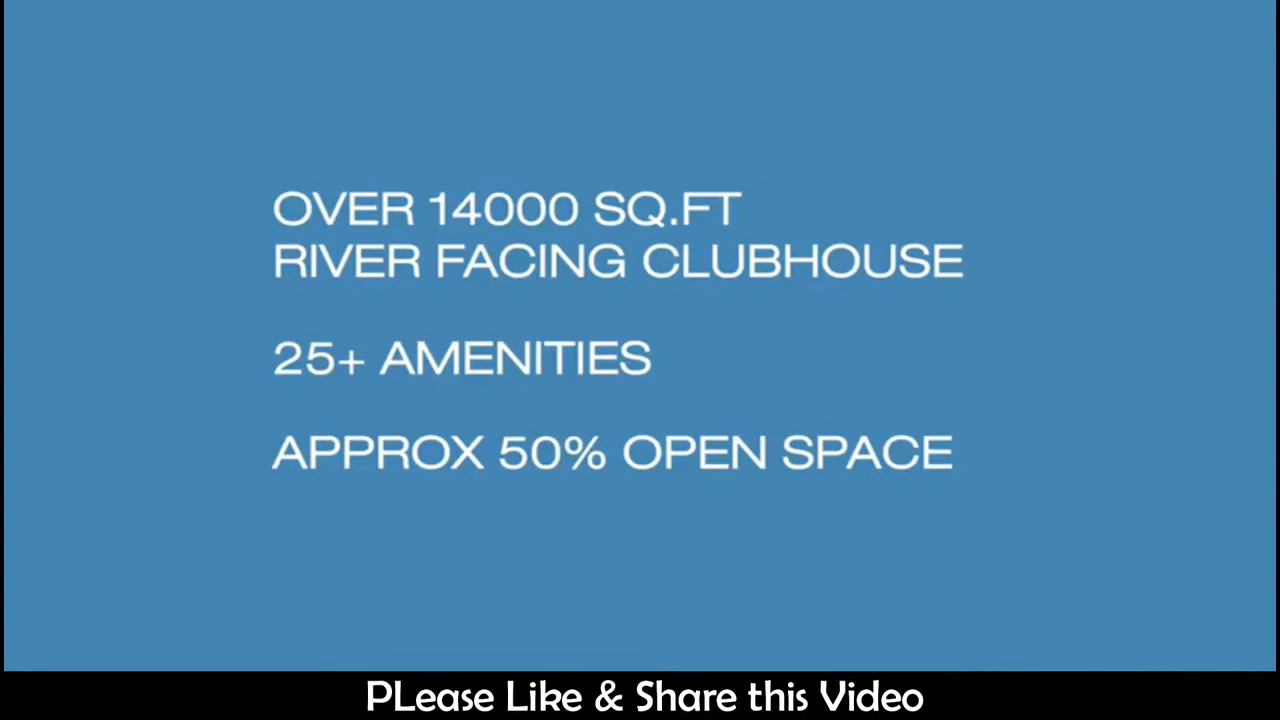 OVER 14000 SQ.FT
RIVER FACING CLUBHOUSE
25+ AMENITIES
APPROX 50% OPEN SPACE
PLease Like & Share this Video